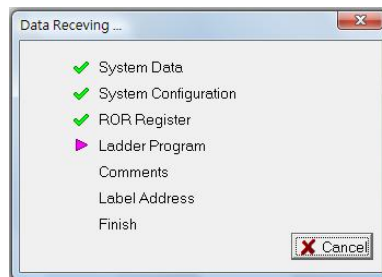 Data Receving ...
System Data
System Configuration
ROR Register
Ladder Program
Comments
Label Address
Finish
Cancel